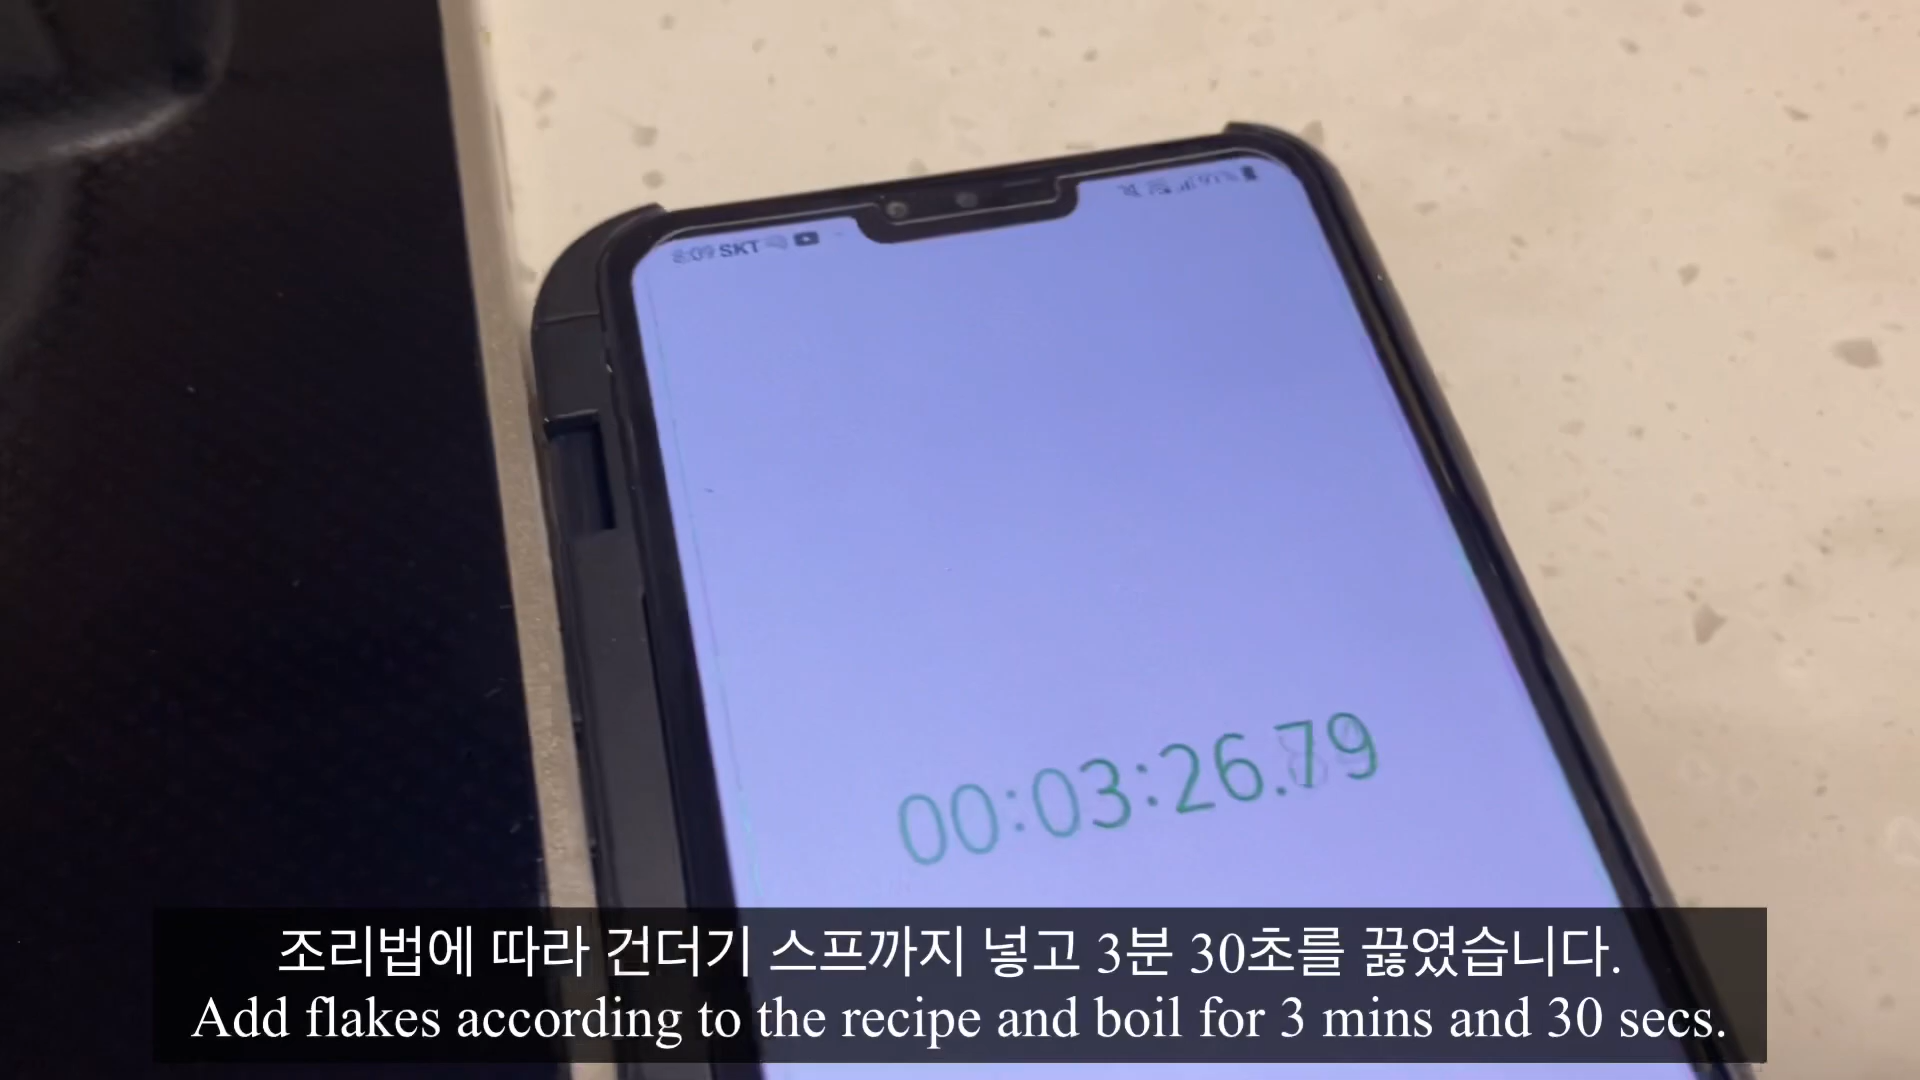 8:09 SKT
00:03:26.79
조리법에 따라 건더기 스프까지 넣고 3분 30초를 끓였습니다.
Add flakes according to the recipe and boil for 3 mins and 30 secs.